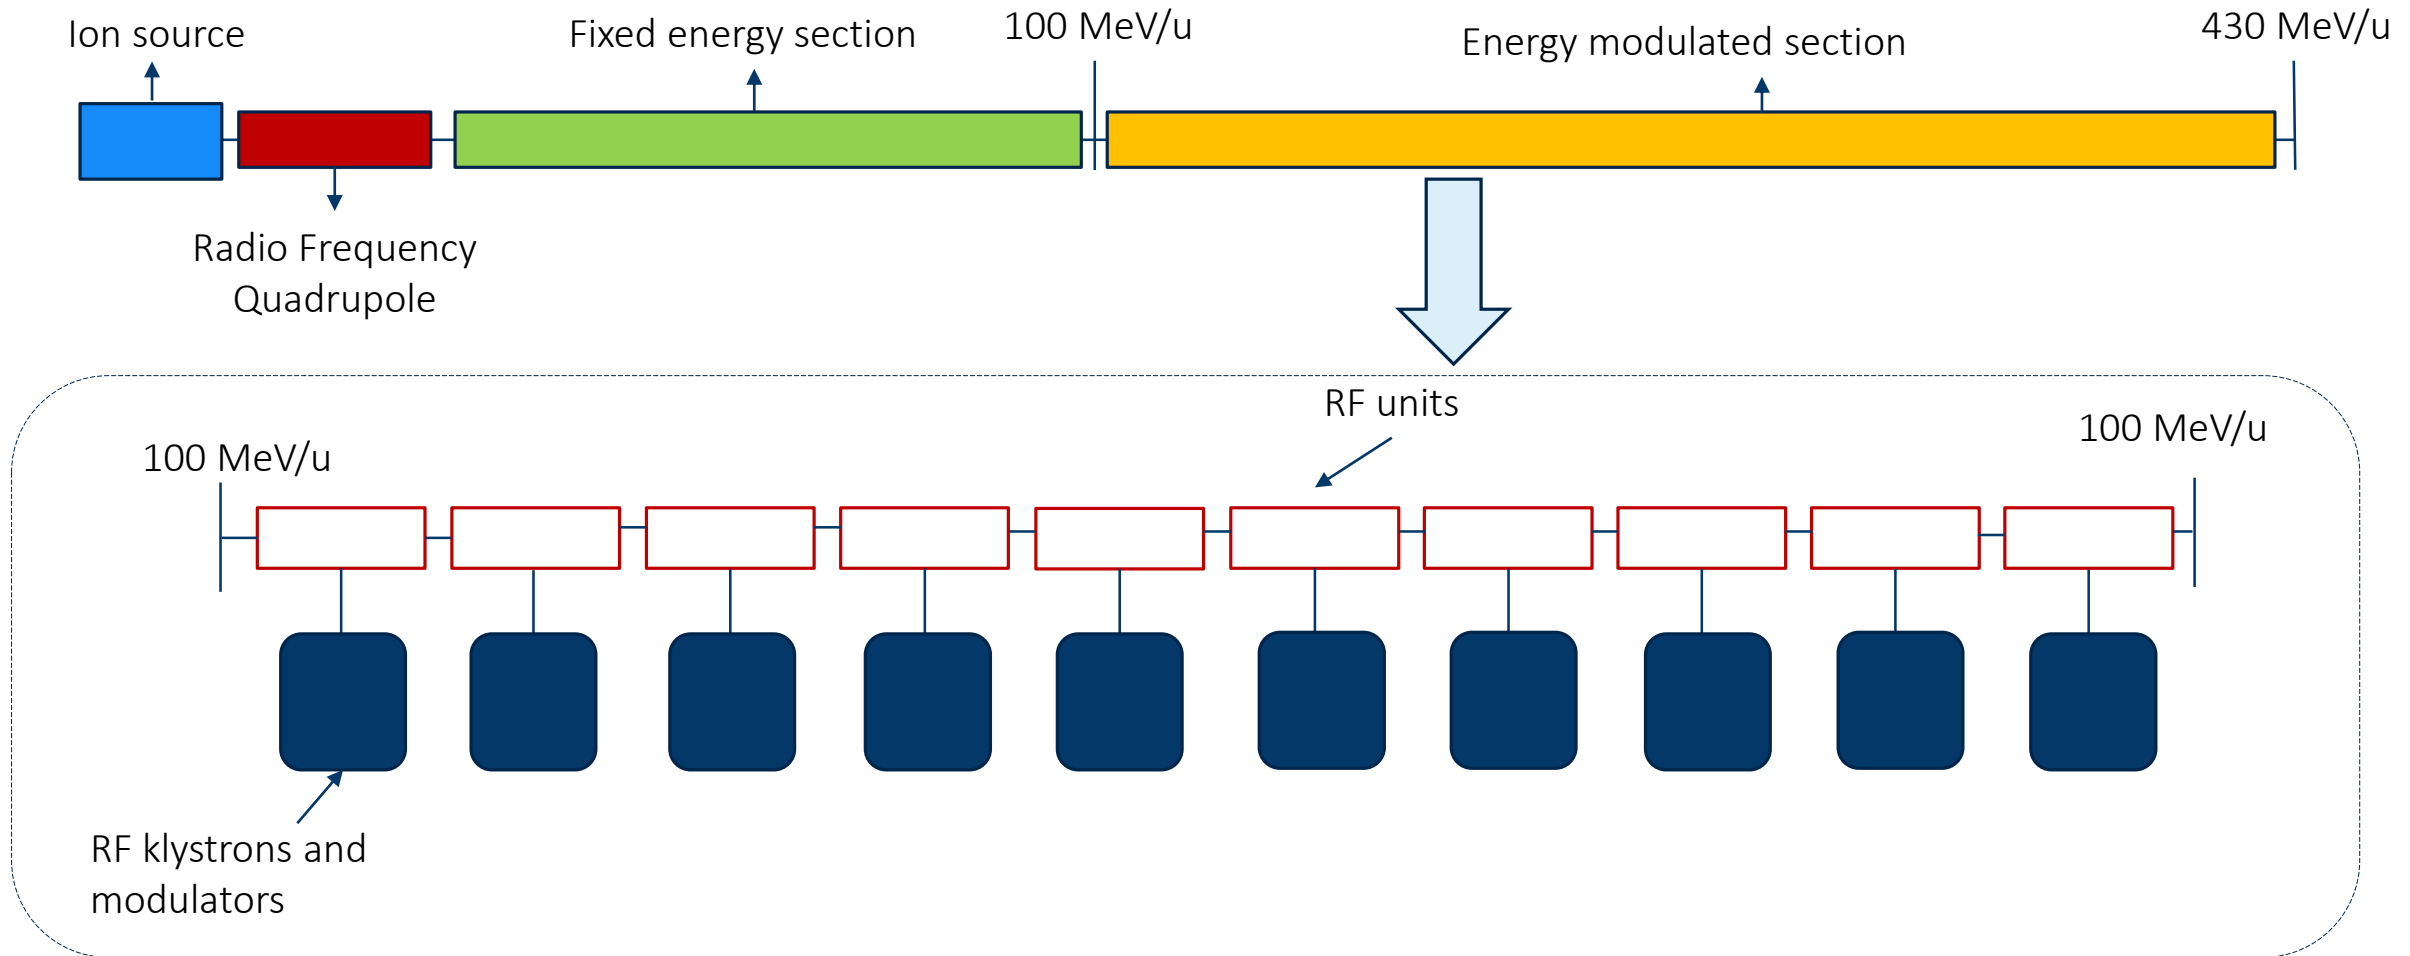 Ion source
Fixed energy section
100 MeV/u
Energy modulated section
430 MeV/u
Radio Frequency
Quadrupole
RF units
100 MeV/u
100 MeV/u
RF klystrons and
modulators